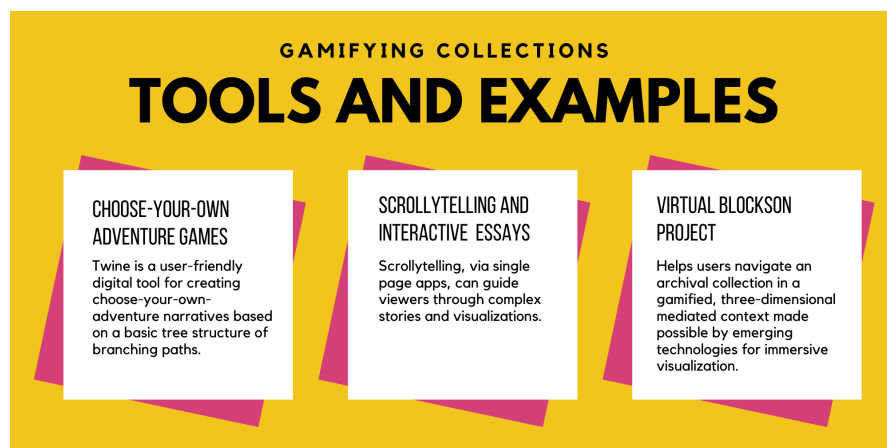 GAMIFYING COLLECTIONS
TOOLS AND EXAMPLES
CHOOSE-YOUR-OWN
ADVENTURE GAMES
Twine is a user-friendly
digital tool for creating
choose-your-own-
adventure narratives based
on a basic tree structure of
branching paths.
SCROLLYTELLING AND
INTERACTIVE ESSAYS
Scrollytelling, via single
page apps, can guide
viewers through complex
stories and visualizations.
VIRTUAL BLOCKSON
PROJECT
Helps users navigate an
archival collection in a
gamified, three-dimensional
mediated context made
possible by emerging
technologies for immersive
visualization.